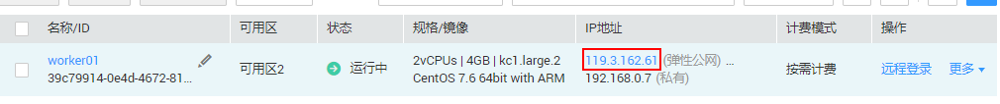 名称/ID 可用区 状态 规格/镜像 IP地址 计费模式 操作
worker01 可用区2 运行中 2vCPUs | 4GB | kc1.large.2 119.3.162.61 (弹性公网) ... 按需计费 远程登录 更多
39c79914-0e4d-4672-81... CentOS 7.6 64bit with ARM 192.168.0.7 (私有)